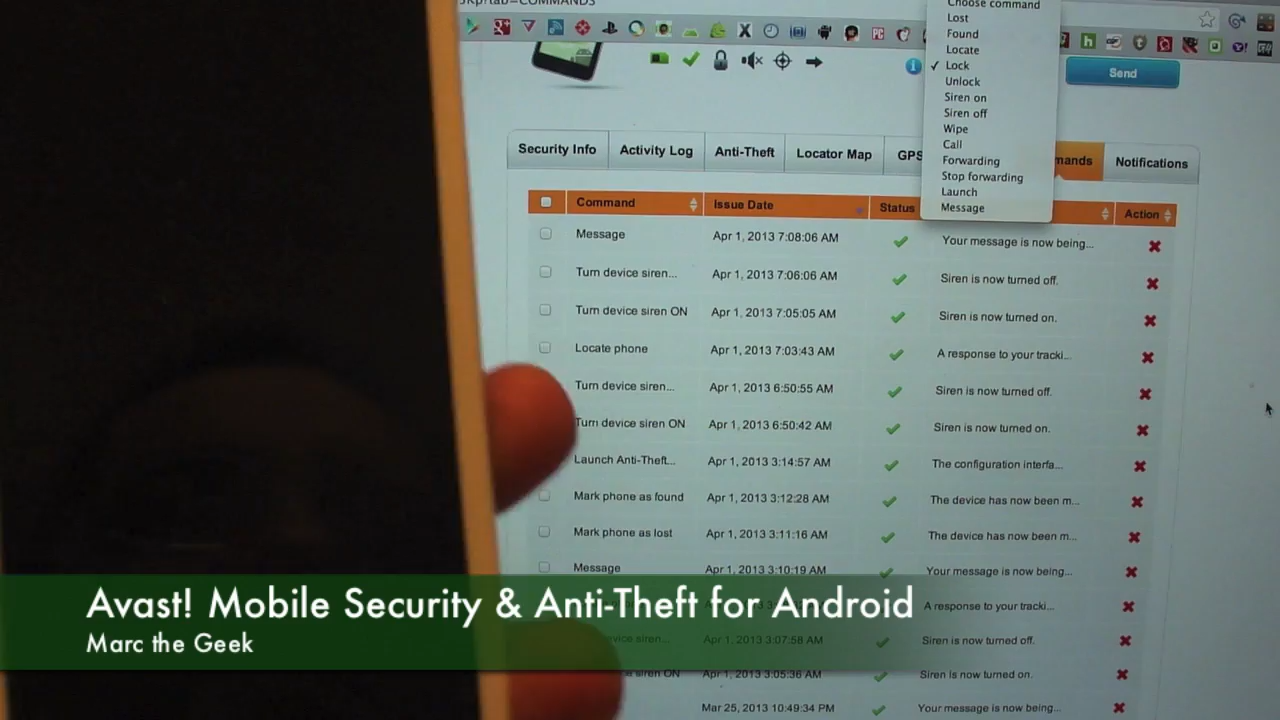 JKp?tab=COMMANDS
Choose command
Lost
Found
Locate
✓ Lock
Unlock
Siren on
Siren off
Wipe
Call
Forwarding
Stop forwarding
Launch
Message
Send
Security Info Activity Log Anti-Theft Locator Map GPS mands Notifications
Command Issue Date Status Action
Message Apr 1, 2013 7:08:06 AM Your message is now being...
Turn device siren... Apr 1, 2013 7:06:06 AM Siren is now turned off.
Turn device siren ON Apr 1, 2013 7:05:05 AM Siren is now turned on.
Locate phone Apr 1, 2013 7:03:43 AM A response to your tracki...
Turn device siren... Apr 1, 2013 6:50:55 AM Siren is now turned off.
Turn device siren ON Apr 1, 2013 6:50:42 AM Siren is now turned on.
Launch Anti-Theft... Apr 1, 2013 3:14:57 AM The configuration interfa...
Mark phone as found Apr 1, 2013 3:12:28 AM The device has now been m...
Mark phone as lost Apr 1, 2013 3:11:16 AM The device has now been m...
Message Apr 1, 2013 3:10:19 AM Your message is now being...
A response to your tracki...
device siren... Apr 1, 2013 3:07:58 AM Siren is now turned off.
siren ON Apr 1, 2013 3:05:36 AM Siren is now turned on.
Mar 25, 2013 10:49:34 PM Your message is now being...
Avast! Mobile Security & Anti-Theft for Android
Marc the Geek